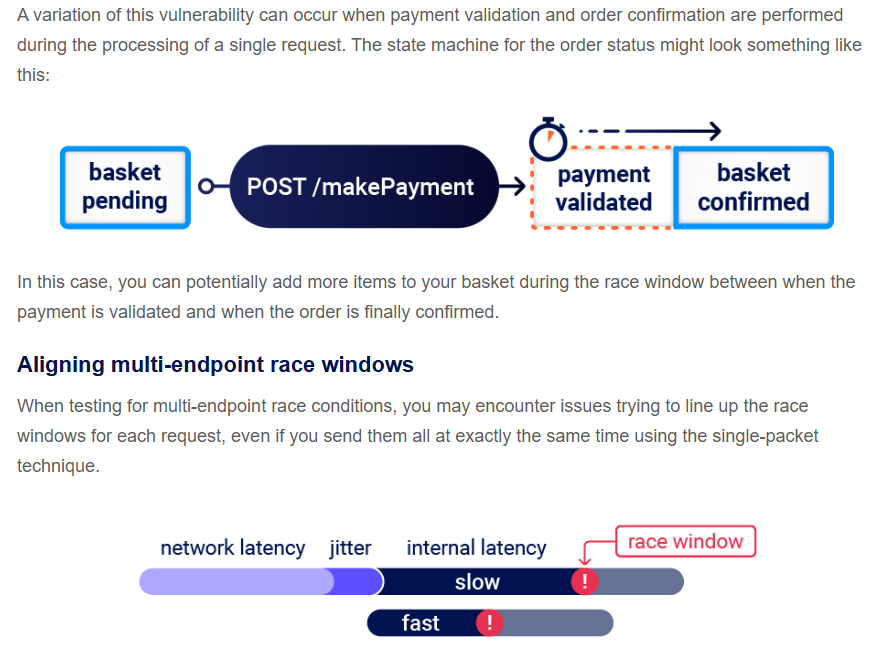 A variation of this vulnerability can occur when payment validation and order confirmation are performed
during the processing of a single request. The state machine for the order status might look something like
this:
basket
pending
POST /makePayment
payment
validated
basket
confirmed
In this case, you can potentially add more items to your basket during the race window between when the
payment is validated and when the order is finally confirmed.
Aligning multi-endpoint race windows
When testing for multi-endpoint race conditions, you may encounter issues trying to line up the race
windows for each request, even if you send them all at exactly the same time using the single-packet
technique.
network latency jitter internal latency race window
slow !
fast !